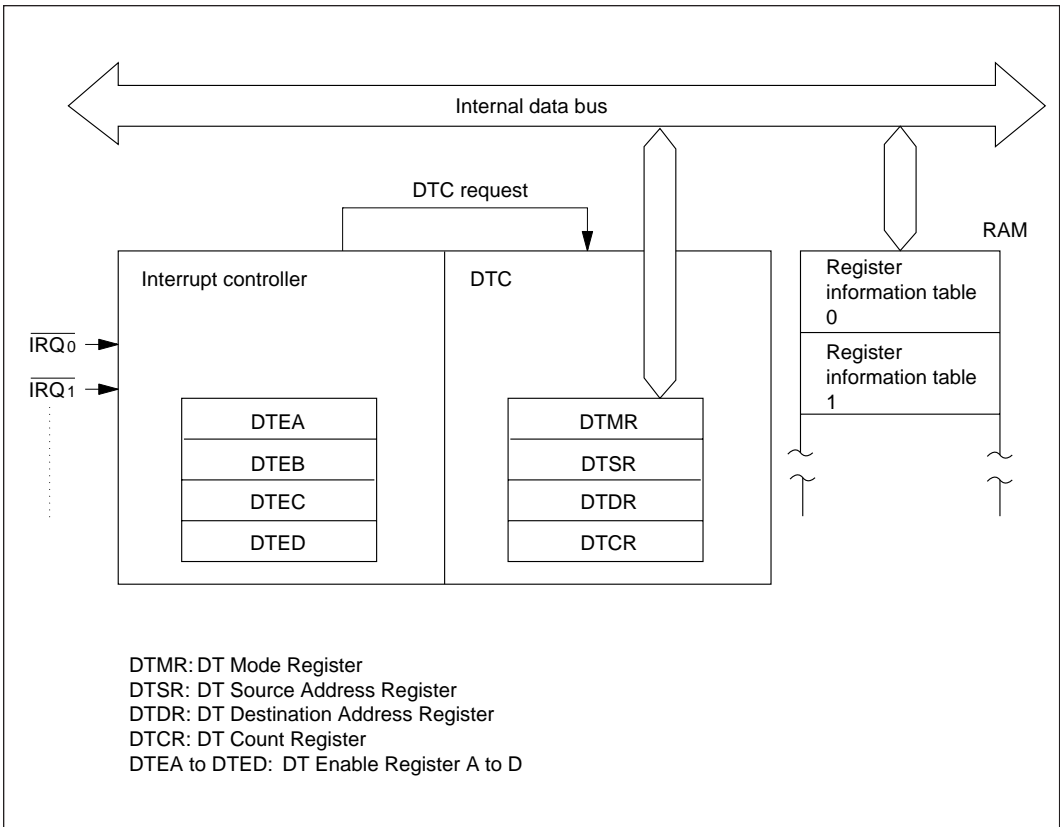 Internal data bus
DTC request
RAM
Interrupt controller
DTC
Register
information table
0
Register
information table
1
IRQ0
IRQ1
DTEA
DTEB
DTEC
DTED
DTMR
DTSR
DTDR
DTCR
DTMR: DT Mode Register
DTSR: DT Source Address Register
DTDR: DT Destination Address Register
DTCR: DT Count Register
DTEA to DTED: DT Enable Register A to D